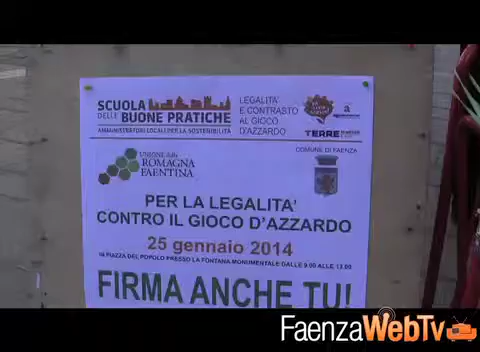 SCUOLA
DELLE BUONE PRATICHE
AMMINISTRATORI LOCALI PER LA SOSTENIBILITÀ
LEGALITA'
E CONTRASTO
AL GIOCO
D'AZZARDO
TERRE
UNIONE della
ROMAGNA
FAENTINA
COMUNE DI FAENZA
PER LA LEGALITA'
CONTRO IL GIOCO D'AZZARDO
25 gennaio 2014
IN PIAZZA DEL POPOLO PRESSO LA FONTANA MONUMENTALE DALLE 9.00 ALLE 13.00
FIRMA ANCHE TU!
FaenzaWebTv